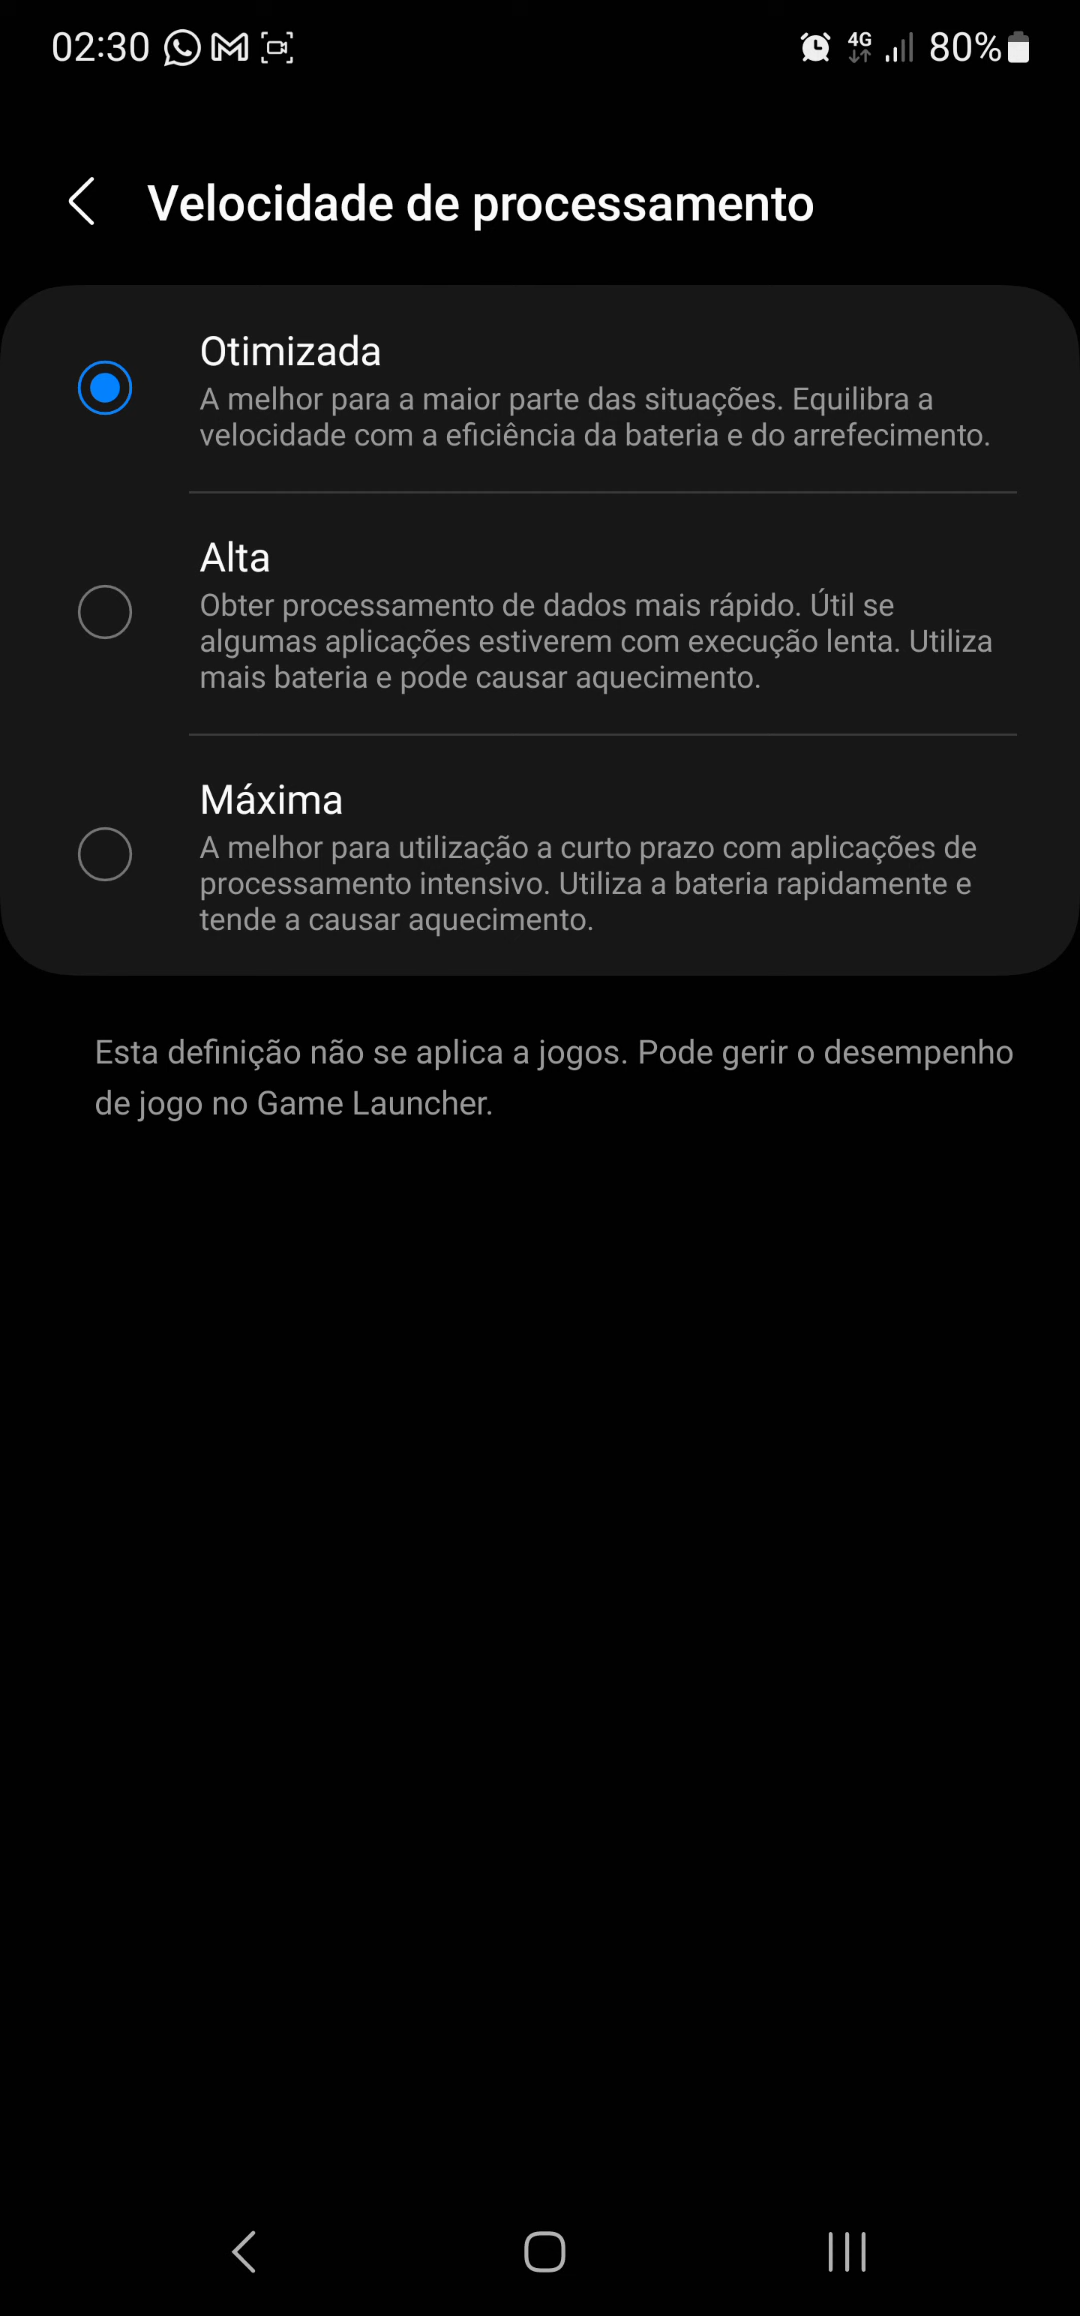 02:30
4G
80%
Velocidade de processamento
Otimizada
A melhor para a maior parte das situações. Equilibra a
velocidade com a eficiência da bateria e do arrefecimento.
Alta
Obter processamento de dados mais rápido. Útil se
algumas aplicações estiverem com execução lenta. Utiliza
mais bateria e pode causar aquecimento.
Máxima
A melhor para utilização a curto prazo com aplicações de
processamento intensivo. Utiliza a bateria rapidamente e
tende a causar aquecimento.
Esta definição não se aplica a jogos. Pode gerir o desempenho
de jogo no Game Launcher.